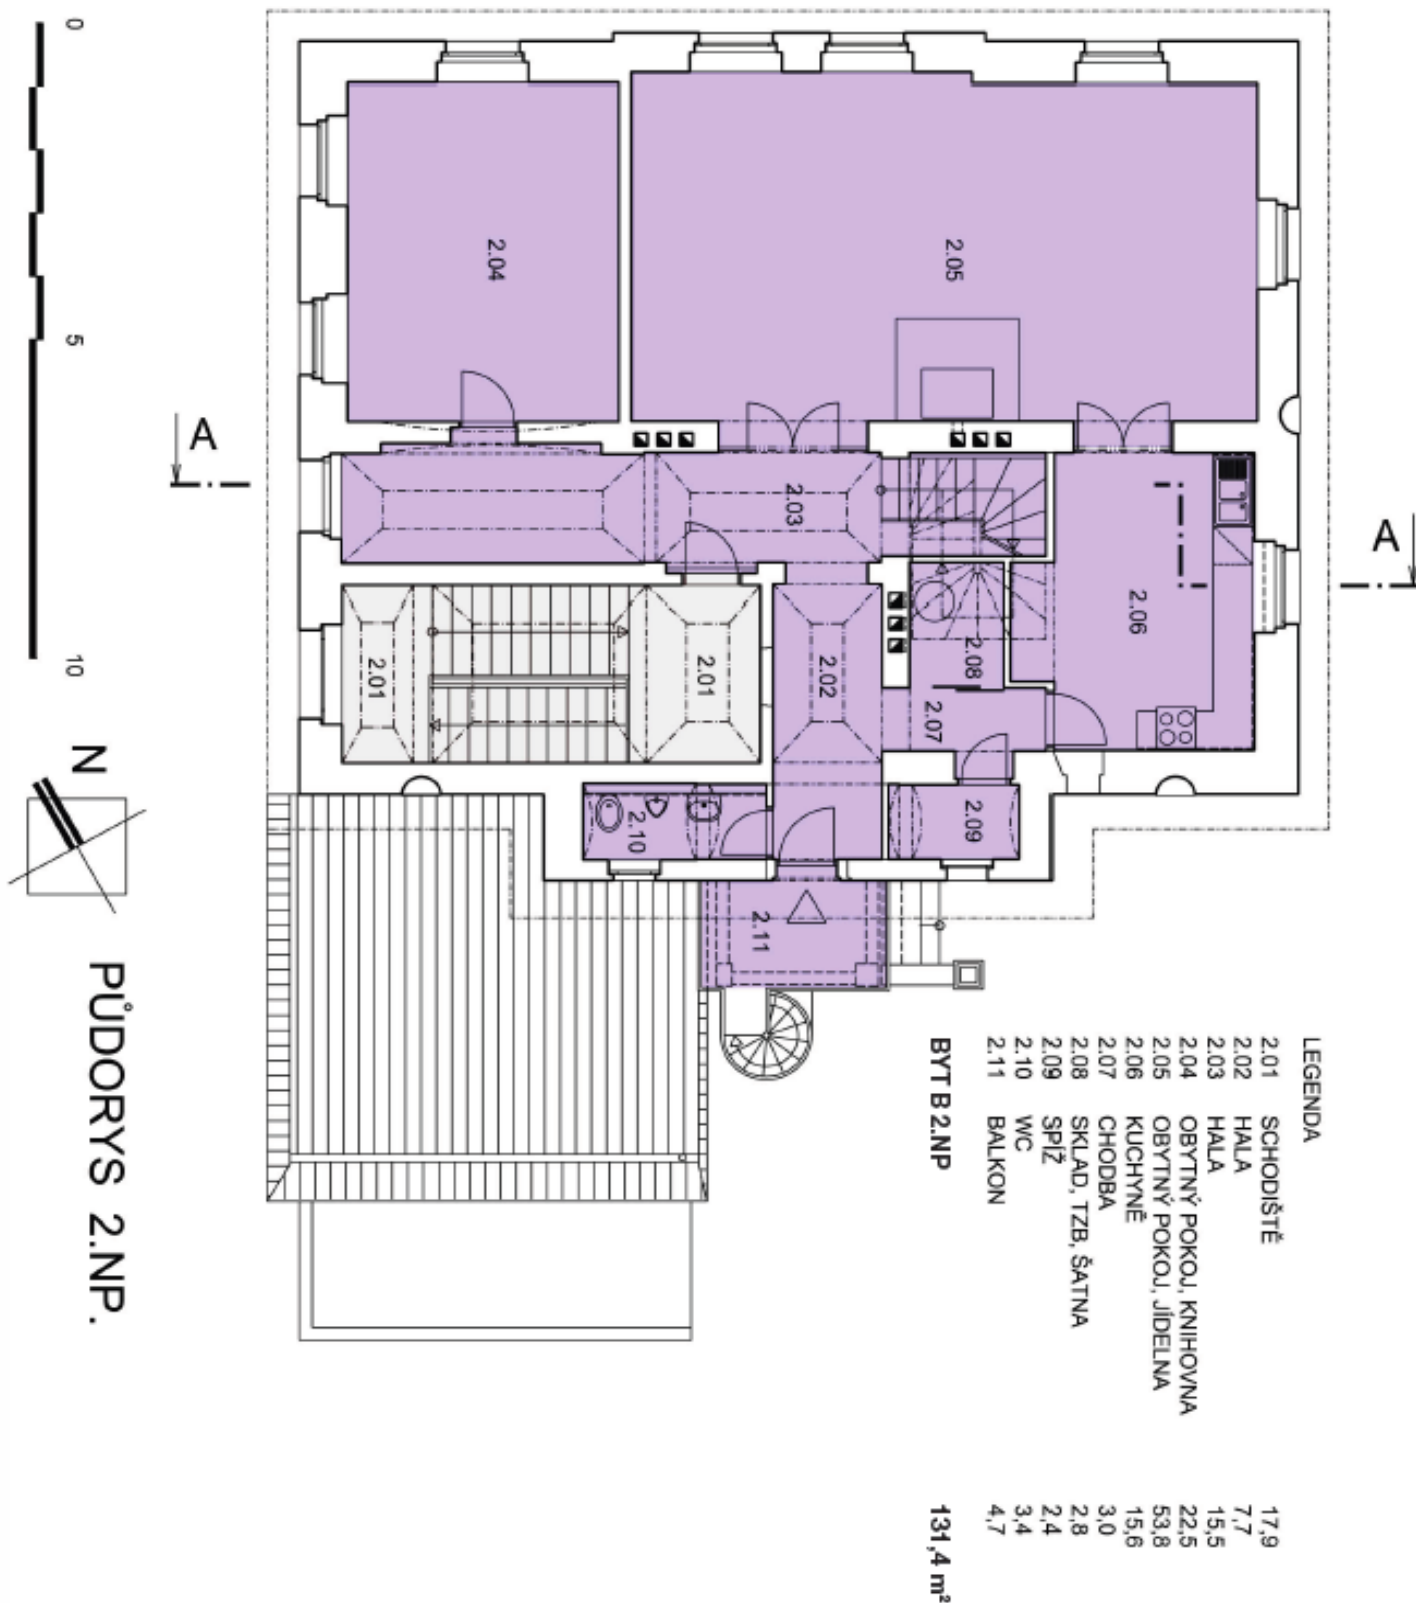 0
5
10
N
PŮDORYS 2.NP.
A
A
2.04
2.05
2.03
2.06
2.01
2.01
2.02
2.08
2.07
2.10
2.09
2.11
LEGENDA
2.01 SCHODIŠTĚ 17,9
2.02 HALA 7,7
2.03 HALA 15,5
2.04 OBYTNÝ POKOJ, KNIHOVNA 22,5
2.05 OBYTNÝ POKOJ, JÍDELNA 53,8
2.06 KUCHYNĚ 15,6
2.07 CHODBA 3,0
2.08 SKLAD, TZB, ŠATNA 2,8
2.09 SPÍŽ 2,4
2.10 WC 3,4
2.11 BALKON 4,7
BYT B 2.NP 131,4 m²